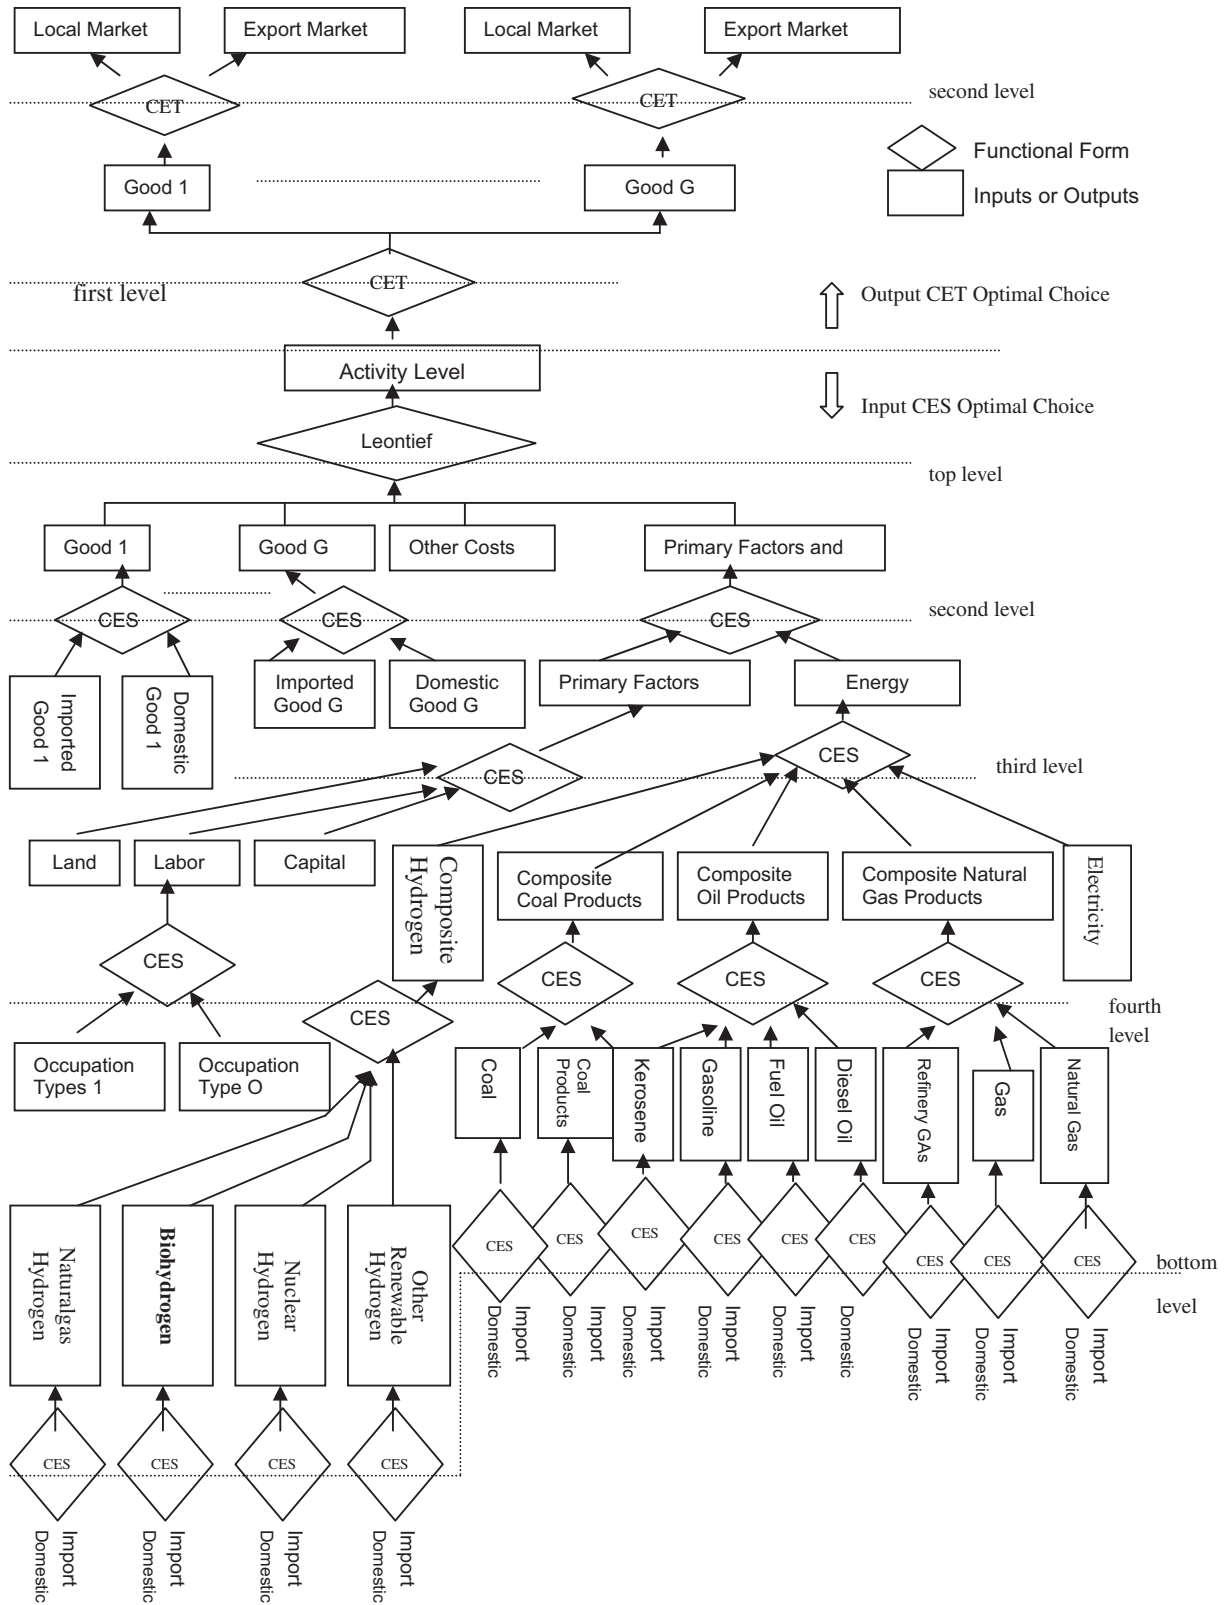 Local Market
Export Market
Local Market
Export Market
CET
CET
second level
Functional Form
Good 1
Good G
Inputs or Outputs
CET
first level
Output CET Optimal Choice
Activity Level
Input CES Optimal Choice
Leontief
top level
Good 1
Good G
Other Costs
Primary Factors and
CES
CES
CES
second level
Imported
Good 1
Domestic
Good 1
Imported
Good G
Domestic
Good G
Primary Factors
Energy
CES
CES
third level
Land
Labor
Capital
Composite
Hydrogen
Composite
Coal Products
Composite
Oil Products
Composite Natural
Gas Products
Electricity
CES
CES
CES
CES
CES
fourth
level
Occupation
Types 1
Occupation
Type O
Coal
Coal
Products
Kerosene
Gasoline
Fuel Oil
Diesel Oil
Refinery GAs
Gas
Natural Gas
Naturalgas
Hydrogen
Biohydrogen
Nuclear
Hydrogen
Other
Renewable
Hydrogen
CES
CES
CES
CES
CES
CES
CES
CES
CES
bottom
level
Import
Domestic
Import
Domestic
Import
Domestic
Import
Domestic
Import
Domestic
Domestic
Import
Domestic
Import
Domestic
Import
Domestic
CES
CES
CES
CES
Import
Domestic
Import
Domestic
Import
Domestic
Import
Domestic